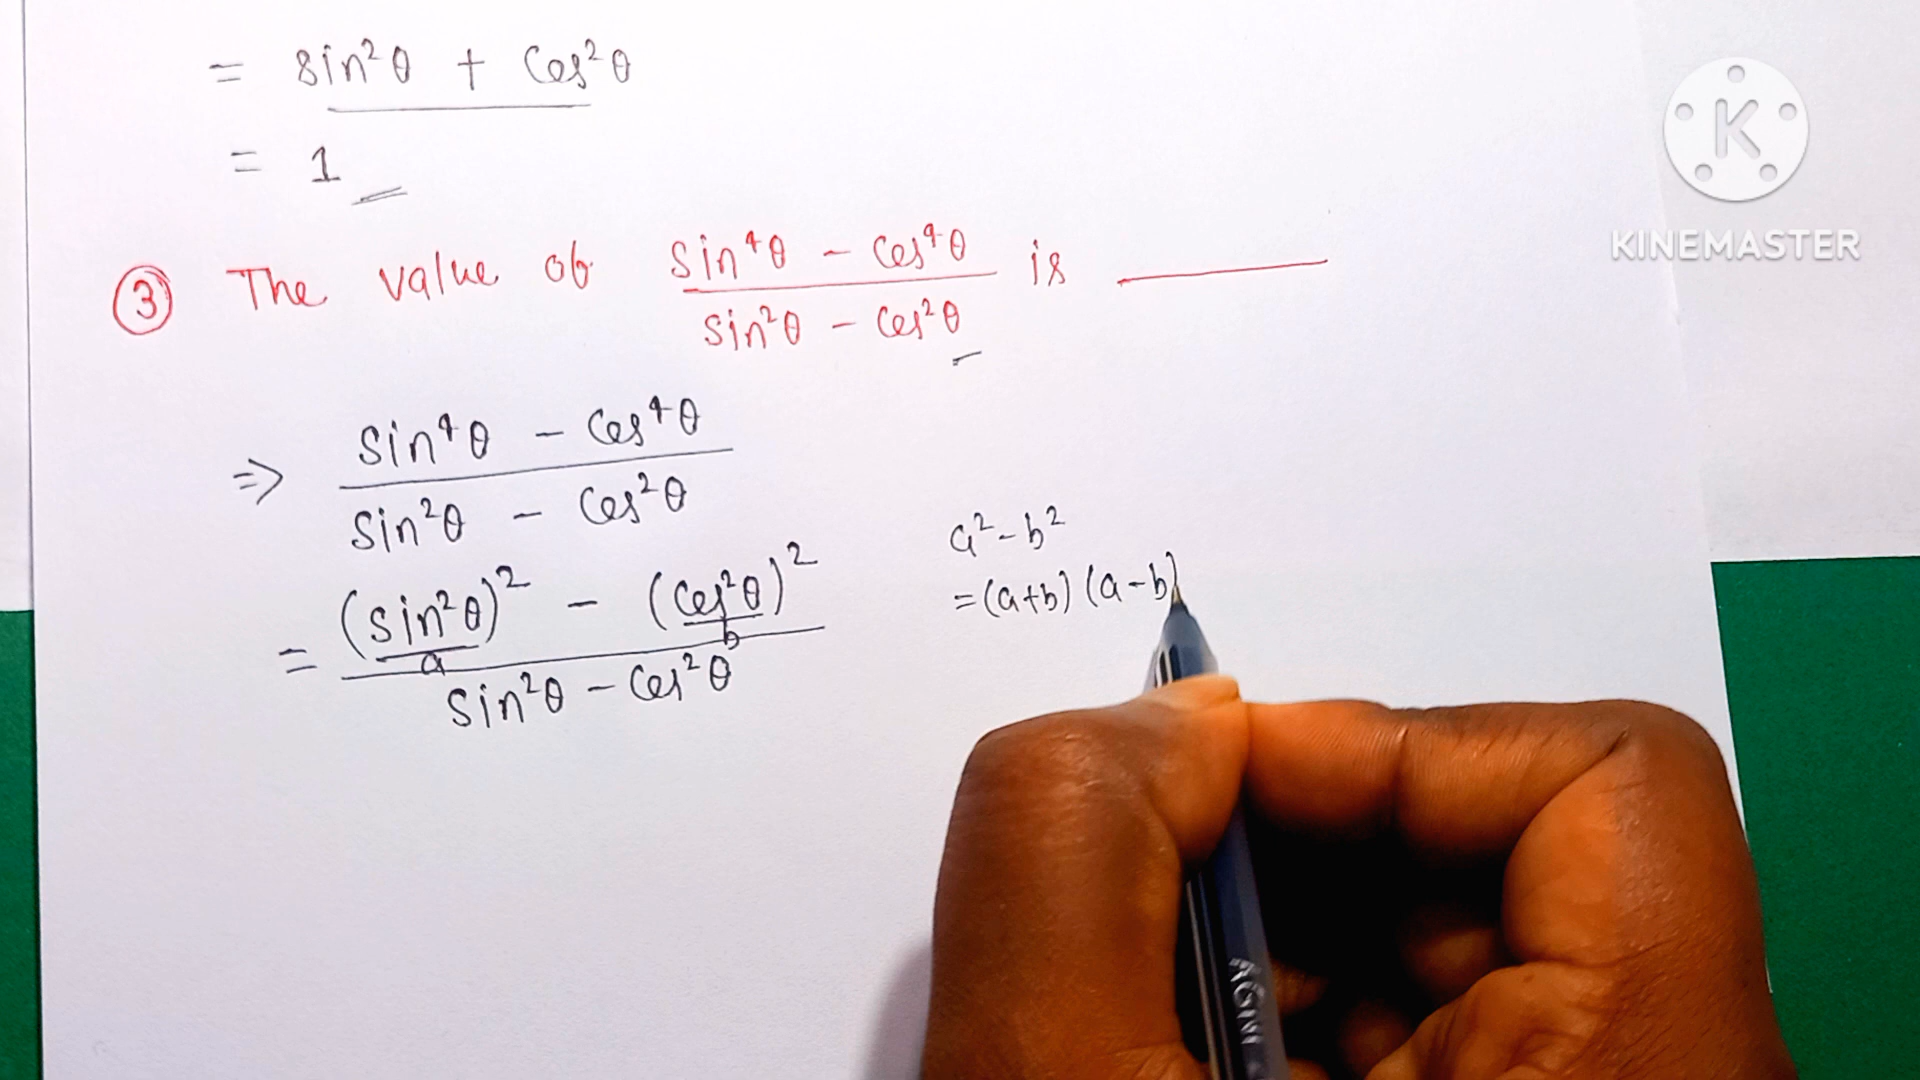 = sin²θ + cos²θ
= 1
③ The value of (sin⁴θ − cos⁴θ)/(sin²θ − cos²θ) is ______
⇒ (sin⁴θ − cos⁴θ)/(sin²θ − cos²θ)
= ((sin²θ)² − (cos²θ)²)/(sin²θ − cos²θ)
a b
a² − b²
= (a+b) (a−b)
K
KINEMASTER
AGNI